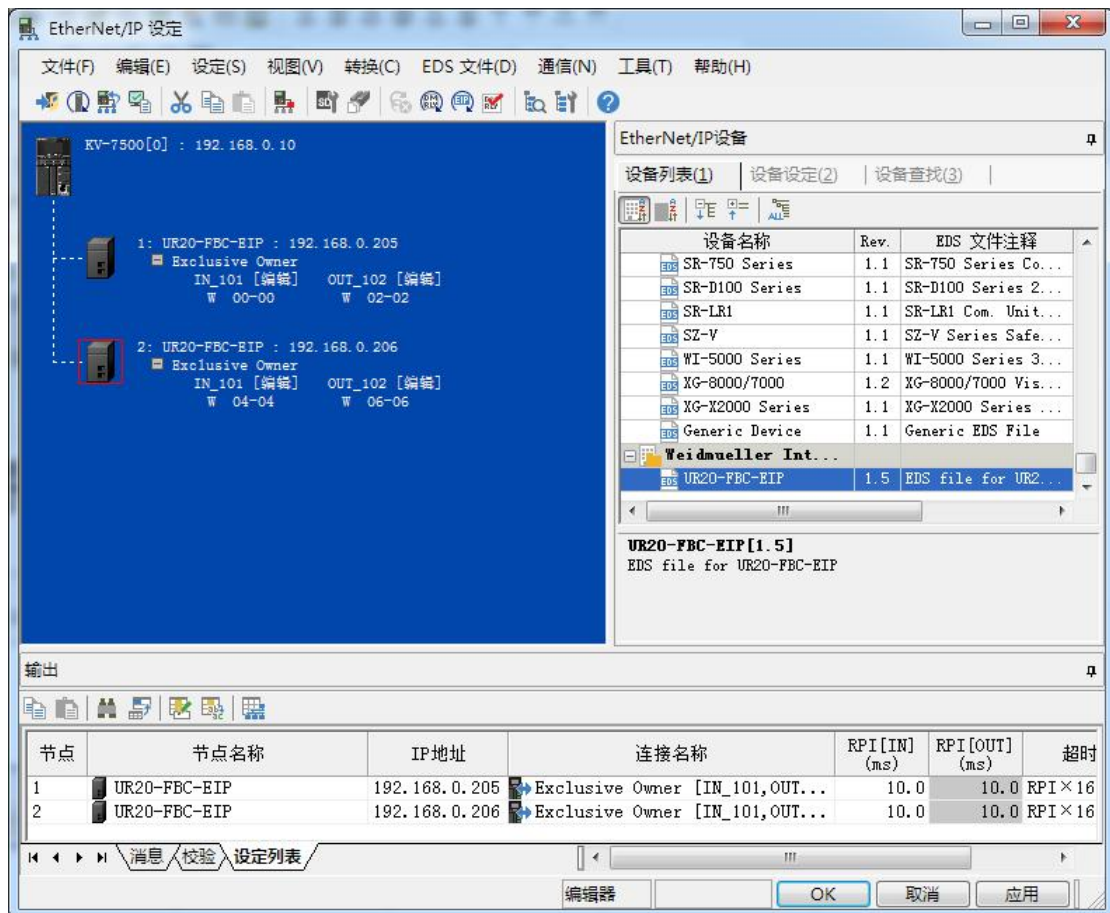 EtherNet/IP 设定
文件(F) 编辑(E) 设定(S) 视图(V) 转换(C) EDS 文件(D) 通信(N) 工具(T) 帮助(H)
KV-7500[0] : 192.168.0.10
1: UR20-FBC-EIP : 192.168.0.205
Exclusive Owner
IN_101 [编辑] OUT_102 [编辑]
W 00-00 W 02-02
2: UR20-FBC-EIP : 192.168.0.206
Exclusive Owner
IN_101 [编辑] OUT_102 [编辑]
W 04-04 W 06-06
EtherNet/IP设备
设备列表(1) 设备设定(2) 设备查找(3)
设备名称 Rev. EDS 文件注释
SR-750 Series 1.1 SR-750 Series Co...
SR-D100 Series 1.1 SR-D100 Series 2...
SR-LR1 1.1 SR-LR1 Com. Unit...
SZ-V 1.1 SZ-V Series Safe...
WI-5000 Series 1.1 WI-5000 Series 3...
XG-8000/7000 1.2 XG-8000/7000 Vis...
XG-X2000 Series 1.1 XG-X2000 Series ...
Generic Device 1.1 Generic EDS File
Weidmueller Int...
UR20-FBC-EIP 1.5 EDS file for UR2...
UR20-FBC-EIP[1.5]
EDS file for UR20-FBC-EIP
输出
节点 节点名称 IP地址 连接名称 RPI[IN] (ms) RPI[OUT] (ms) 超时
1 UR20-FBC-EIP 192.168.0.205 Exclusive Owner [IN_101,OUT... 10.0 10.0 RPI×16
2 UR20-FBC-EIP 192.168.0.206 Exclusive Owner [IN_101,OUT... 10.0 10.0 RPI×16
消息 校验 设定列表
编辑器 OK 取消 应用